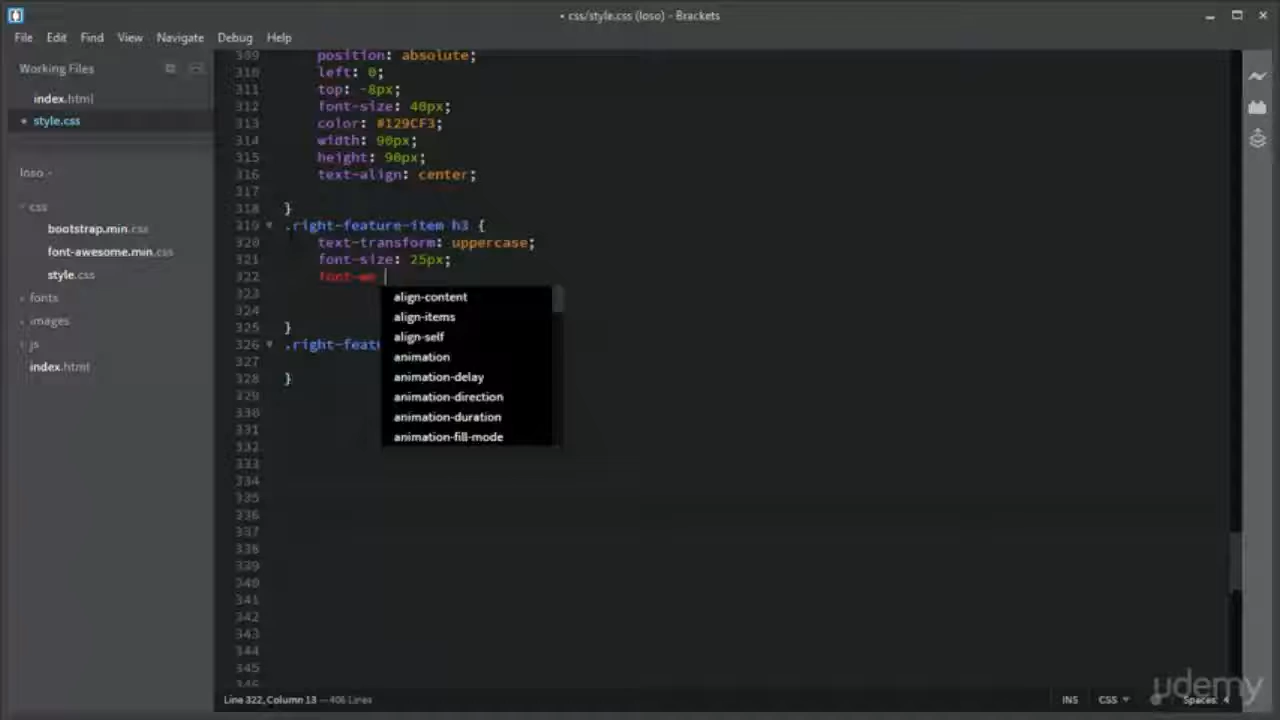 • css/style.css (loso) - Brackets
File Edit Find View Navigate Debug Help
Working Files
index.html
• style.css
loso
css
bootstrap.min.css
font-awesome.min.css
style.css
fonts
images
js
index.html
309 position: absolute;
310 left: 0;
311 top: -8px;
312 font-size: 40px;
313 color: #129CF3;
314 width: 90px;
315 height: 90px;
316 text-align: center;
317
318 }
319 .right-feature-item h3 {
320 text-transform: uppercase;
321 font-size: 25px;
322 font-we
323
324
325 }
326 .right-featu
327
328 }
329
330
331
332
333
334
335
336
337
338
339
340
341
342
343
344
345
346
align-content
align-items
align-self
animation
animation-delay
animation-direction
animation-duration
animation-fill-mode
Line 322, Column 13 — 406 Lines
INS CSS Spaces: 4
udemy